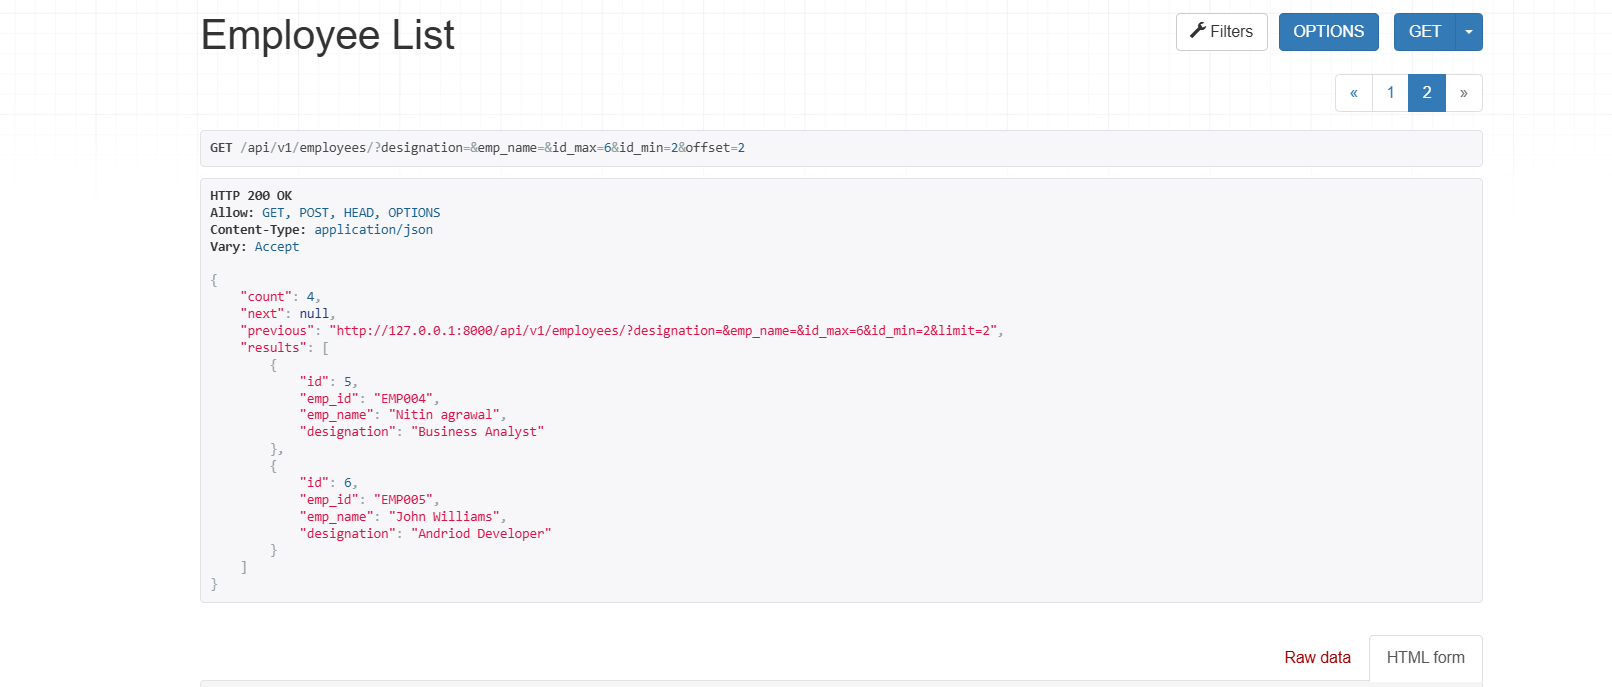 Employee List
Filters
OPTIONS
GET
« 1 2 »
GET /api/v1/employees/?designation=&emp_name=&id_max=6&id_min=2&offset=2
HTTP 200 OK
Allow: GET, POST, HEAD, OPTIONS
Content-Type: application/json
Vary: Accept
{
"count": 4,
"next": null,
"previous": "http://127.0.0.1:8000/api/v1/employees/?designation=&emp_name=&id_max=6&id_min=2&limit=2",
"results": [
{
"id": 5,
"emp_id": "EMP004",
"emp_name": "Nitin agrawal",
"designation": "Business Analyst"
},
{
"id": 6,
"emp_id": "EMP005",
"emp_name": "John Williams",
"designation": "Andriod Developer"
}
]
}
Raw data
HTML form